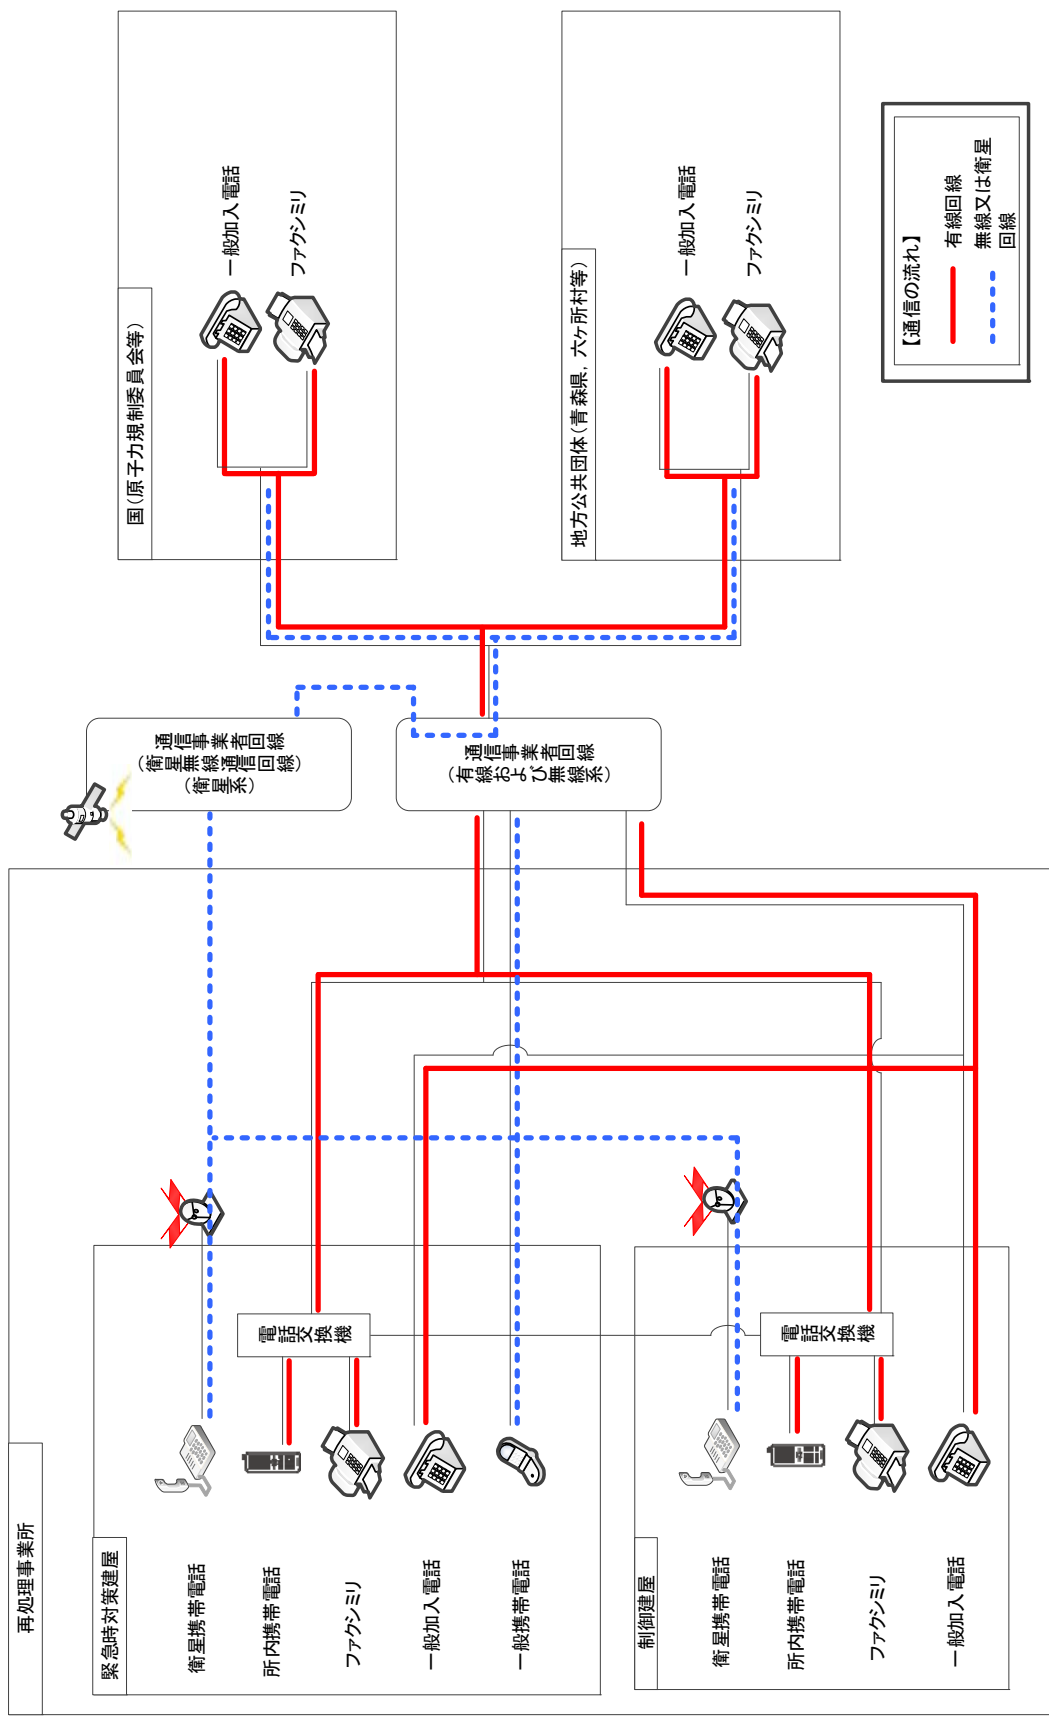 再処理事業所
緊急時対策建屋
衛星携帯電話
所内携帯電話
ファクシミリ
一般加入電話
一般携帯電話
電話交換機
制御建屋
衛星携帯電話
所内携帯電話
ファクシミリ
一般加入電話
電話交換機
通信事業者回線
(衛星無線通信回線)
(衛星系)
通信事業者回線
(有線および無線系)
国(原子力規制委員会等)
一般加入電話
ファクシミリ
地方公共団体(青森県,六ヶ所村等)
一般加入電話
ファクシミリ
【通信の流れ】
有線回線
無線又は衛星
回線